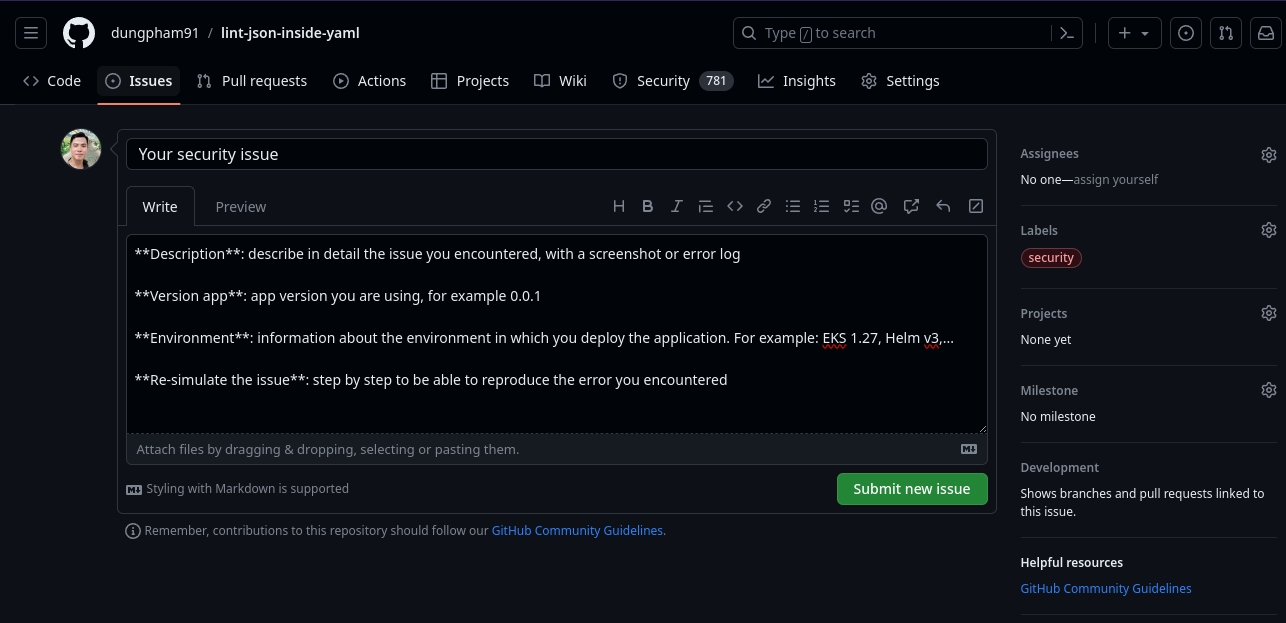 dungpham91 / lint-json-inside-yaml
Type / to search
Code Issues Pull requests Actions Projects Wiki Security 781 Insights Settings
Your security issue
Write Preview
**Description**: describe in detail the issue you encountered, with a screenshot or error log
**Version app**: app version you are using, for example 0.0.1
**Environment**: information about the environment in which you deploy the application. For example: EKS 1.27, Helm v3,...
**Re-simulate the issue**: step by step to be able to reproduce the error you encountered
Attach files by dragging & dropping, selecting or pasting them.
Styling with Markdown is supported
Submit new issue
Remember, contributions to this repository should follow our GitHub Community Guidelines.
Assignees
No one—assign yourself
Labels
security
Projects
None yet
Milestone
No milestone
Development
Shows branches and pull requests linked to
this issue.
Helpful resources
GitHub Community Guidelines